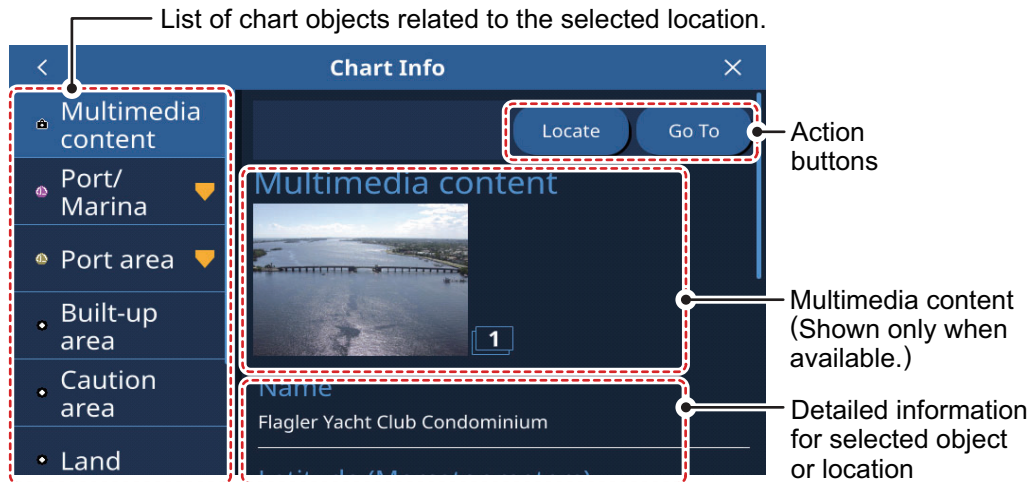 List of chart objects related to the selected location.
Chart Info
Multimedia
content
Port/
Marina
Port area
Built-up
area
Caution
area
Land
Locate
Go To
Action
buttons
Multimedia content
1
Multimedia content
(Shown only when
available.)
Name
Flagler Yacht Club Condominium
Detailed information
for selected object
or location